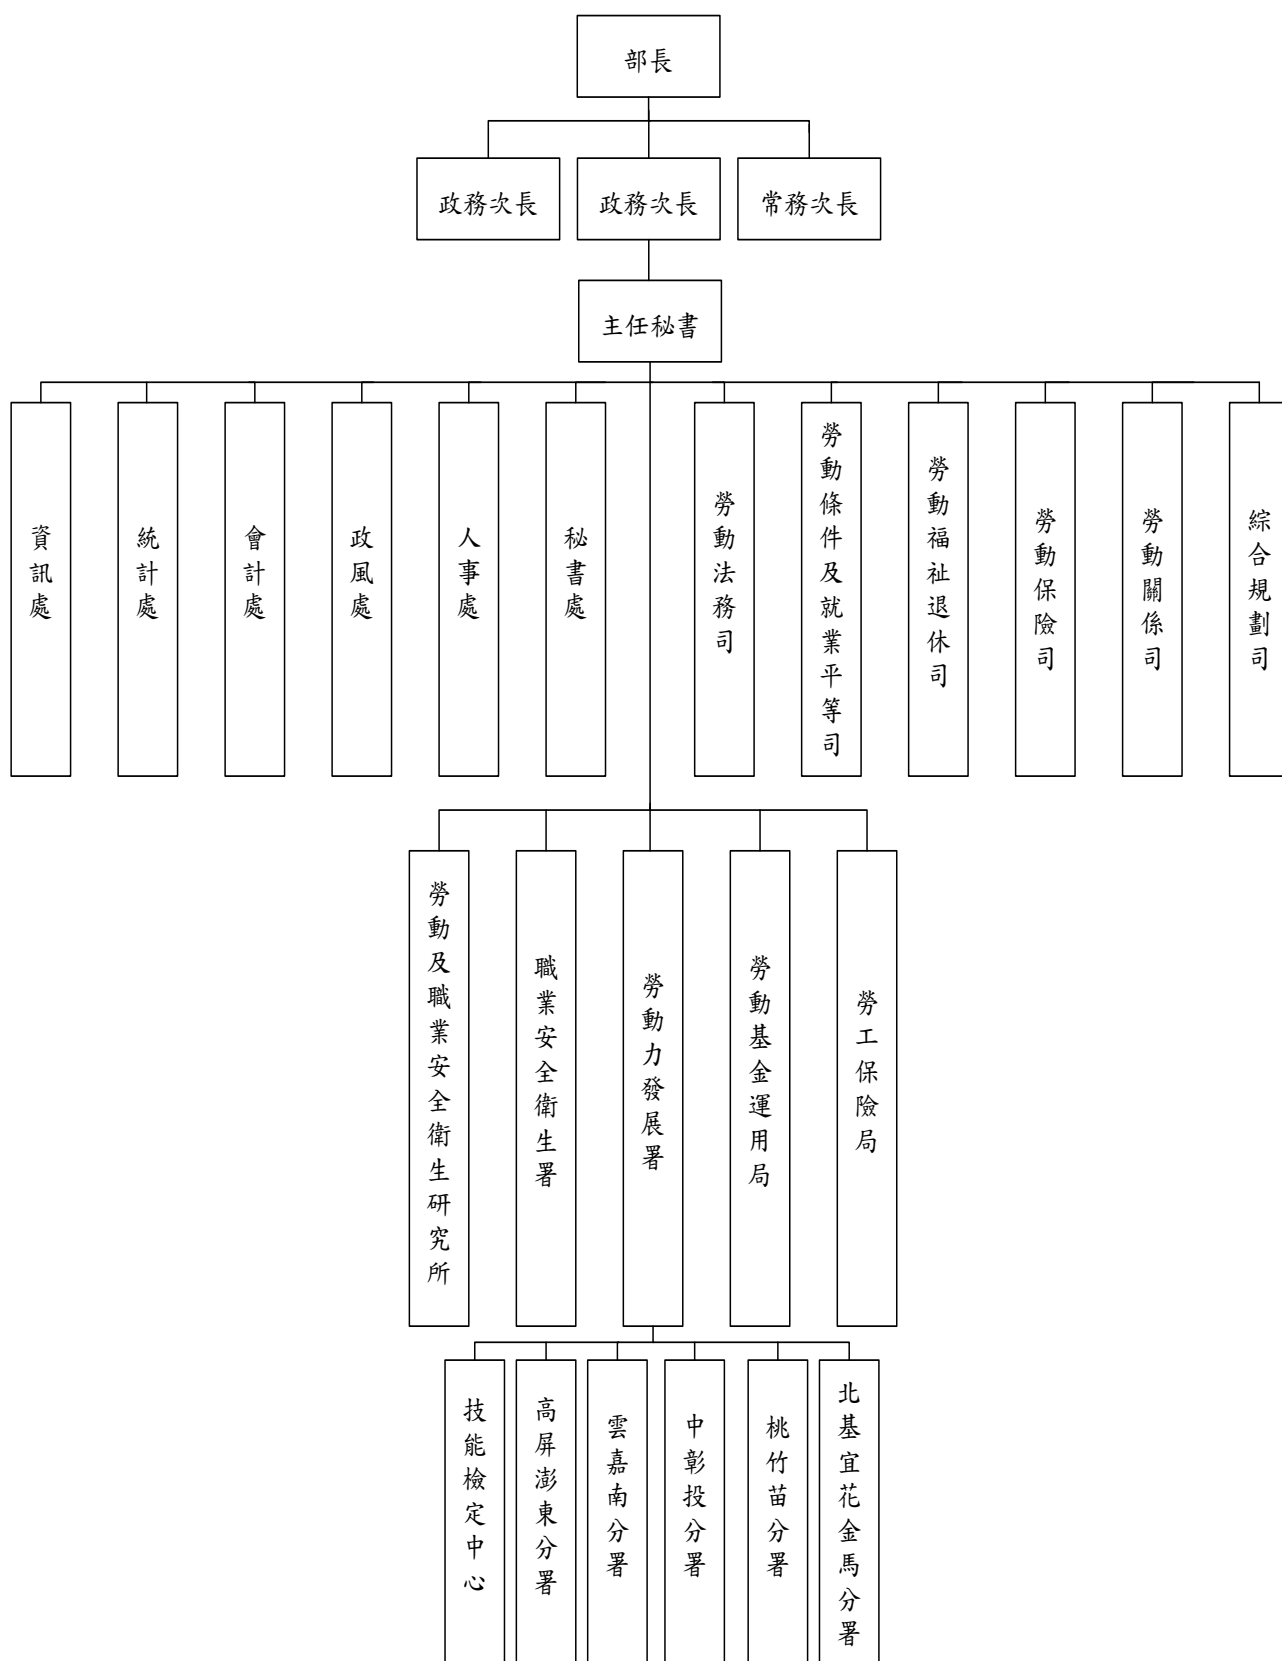 部長
政務次長
政務次長
常務次長
主任秘書
資訊處
統計處
會計處
政風處
人事處
秘書處
勞動法務司
勞動條件及就業平等司
勞動福祉退休司
勞動保險司
勞動關係司
綜合規劃司
勞動及職業安全衛生研究所
職業安全衛生署
勞動力發展署
勞動基金運用局
勞工保險局
技能檢定中心
高屏澎東分署
雲嘉南分署
中彰投分署
桃竹苗分署
北基宜花金馬分署